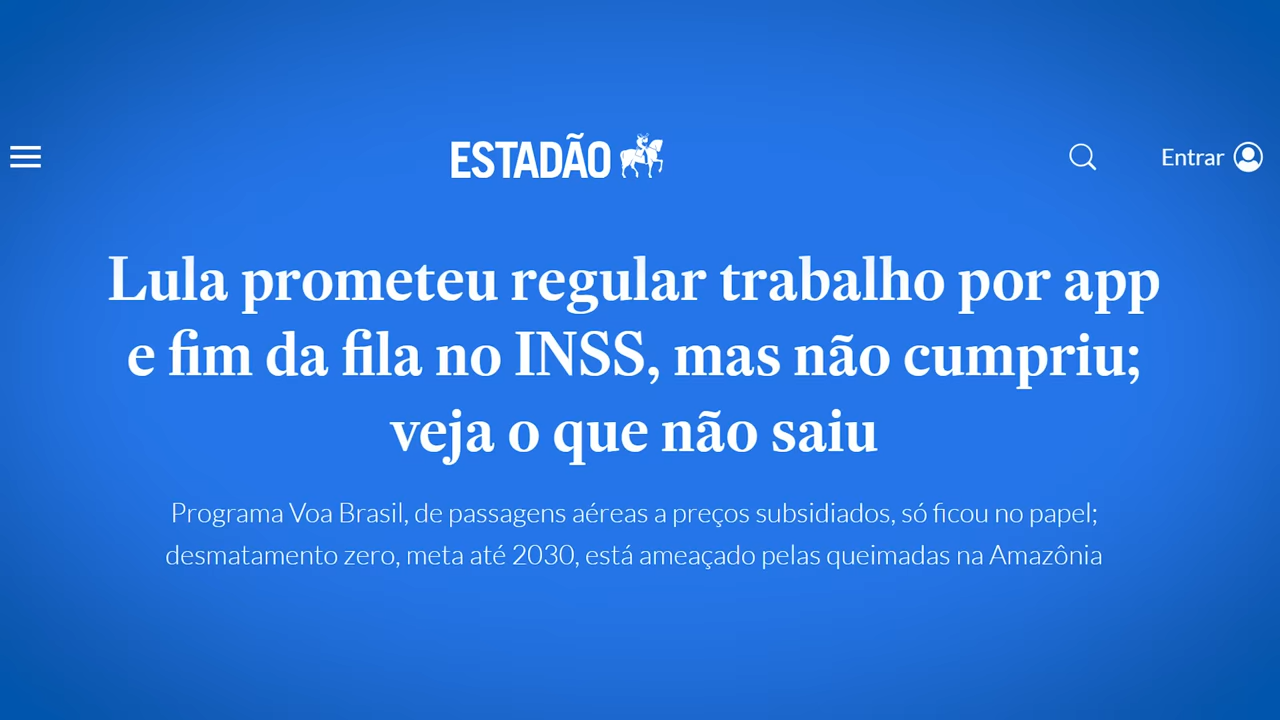 ESTADÃO
Entrar
Lula prometeu regular trabalho por app
e fim da fila no INSS, mas não cumpriu;
veja o que não saiu
Programa Voa Brasil, de passagens aéreas a preços subsidiados, só ficou no papel;
desmatamento zero, meta até 2030, está ameaçado pelas queimadas na Amazônia